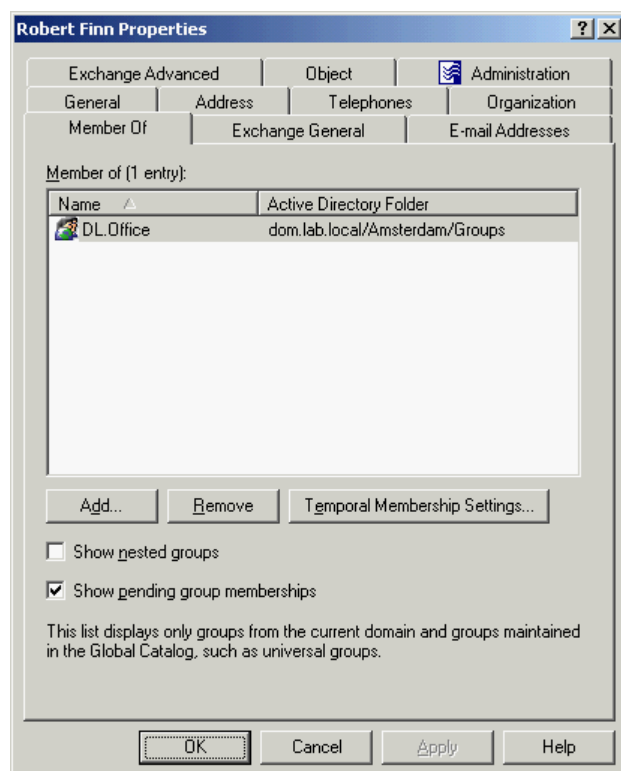 Robert Finn Properties
Exchange Advanced Object Administration
General Address Telephones Organization
Member Of Exchange General E-mail Addresses
Member of (1 entry):
Name Active Directory Folder
DL.Office dom.lab.local/Amsterdam/Groups
Add... Remove Temporal Membership Settings...
Show nested groups
Show pending group memberships
This list displays only groups from the current domain and groups maintained
in the Global Catalog, such as universal groups.
OK Cancel Apply Help